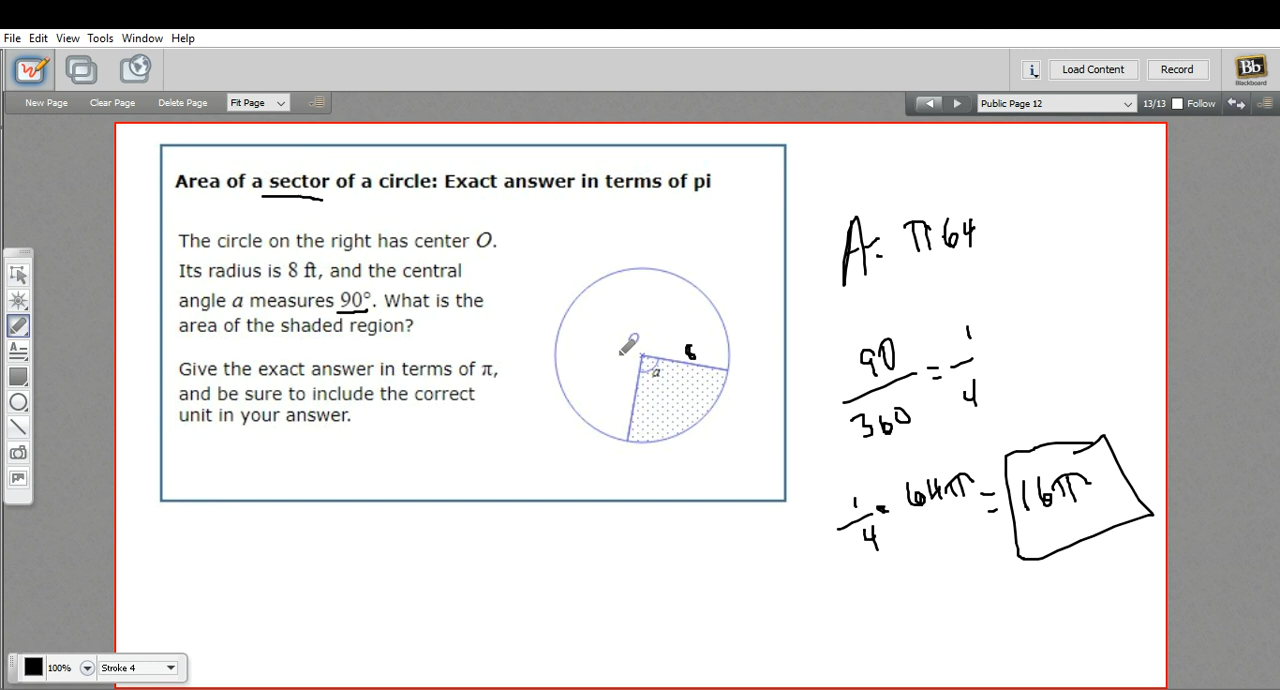 File Edit View Tools Window Help
Load Content Record Bb Blackboard
New Page Clear Page Delete Page Fit Page Public Page 12 13/13 Follow
Area of a sector of a circle: Exact answer in terms of pi
The circle on the right has center O.
Its radius is 8 ft, and the central
angle a measures 90°. What is the
area of the shaded region?
Give the exact answer in terms of π,
and be sure to include the correct
unit in your answer.
a
A= π64
90/360 = 1/4
1/4 • 64π = 16π
100% Stroke 4